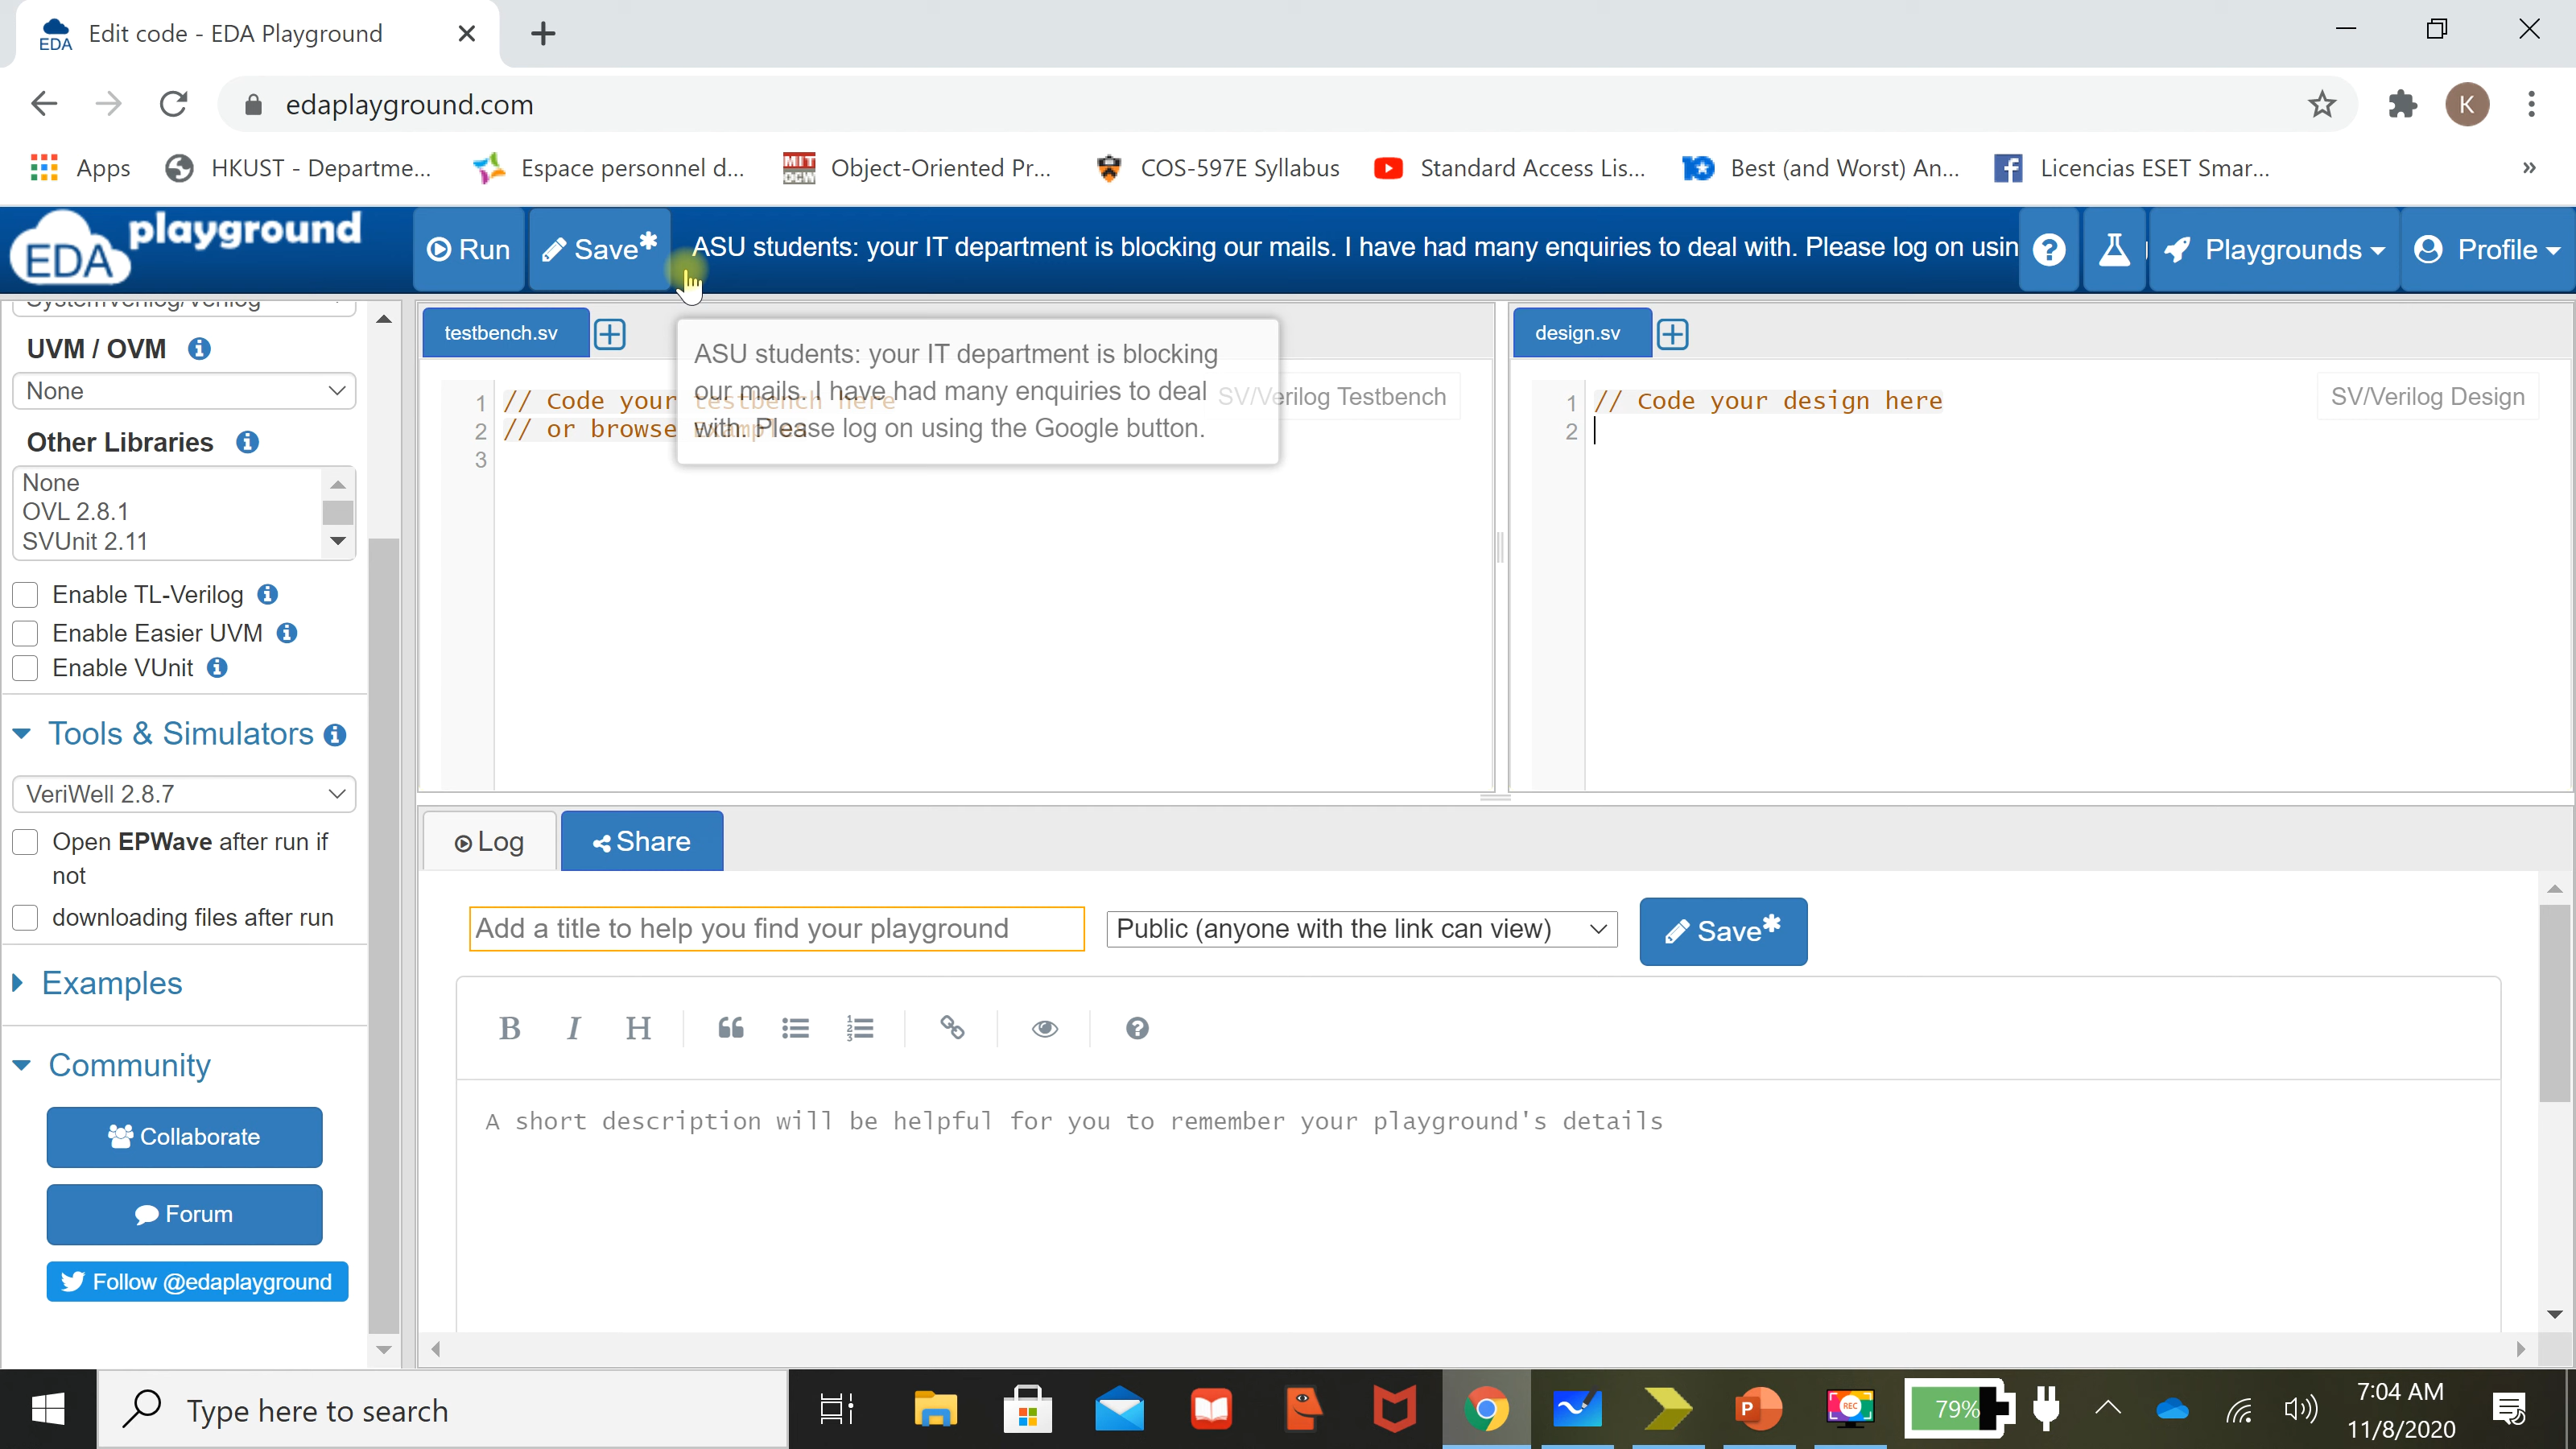 Edit code - EDA Playground
edaplayground.com
Apps
HKUST - Departme...
Espace personnel d...
Object-Oriented Pr...
COS-597E Syllabus
Standard Access Lis...
Best (and Worst) An...
Licencias ESET Smar...
»
EDA playground
Run
Save*
ASU students: your IT department is blocking our mails. I have had many enquiries to deal with. Please log on usin
Playgrounds
Profile
SystemVerilog/Verilog
UVM / OVM
None
Other Libraries
None
OVL 2.8.1
SVUnit 2.11
Enable TL-Verilog
Enable Easier UVM
Enable VUnit
Tools & Simulators
VeriWell 2.8.7
Open EPWave after run if
not
downloading files after run
Examples
Community
Collaborate
Forum
Follow @edaplayground
testbench.sv
SV/Verilog Testbench
1 // Code your testbench here
2 // or browse Examples
3
ASU students: your IT department is blocking
our mails. I have had many enquiries to deal
with. Please log on using the Google button.
design.sv
SV/Verilog Design
1 // Code your design here
2
Log
Share
Add a title to help you find your playground
Public (anyone with the link can view)
Save*
B I H
A short description will be helpful for you to remember your playground's details
Type here to search
79%
7:04 AM
11/8/2020